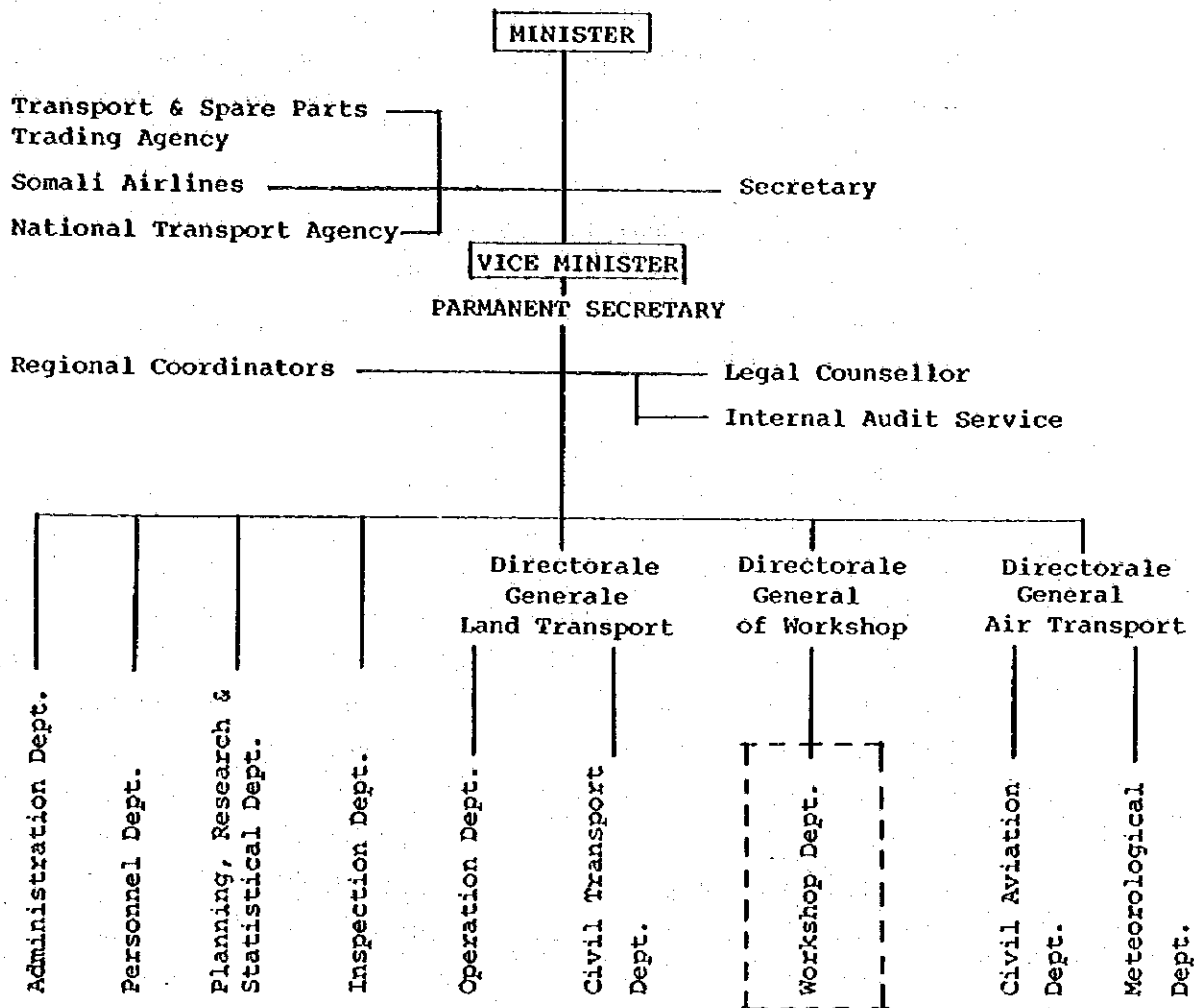 MINISTER
Transport & Spare Parts
Trading Agency
Somali Airlines
Secretary
National Transport Agency
VICE MINISTER
PARMANENT SECRETARY
Regional Coordinators
Legal Counsellor
Internal Audit Service
Directorale
Generale
Land Transport
Directorale
General
of Workshop
Directorale
General
Air Transport
Administration Dept.
Personnel Dept.
Planning, Research &
Statistical Dept.
Inspection Dept.
Operation Dept.
Civil Transport
Dept.
Workshop Dept.
Civil Aviation
Dept.
Meteorological
Dept.